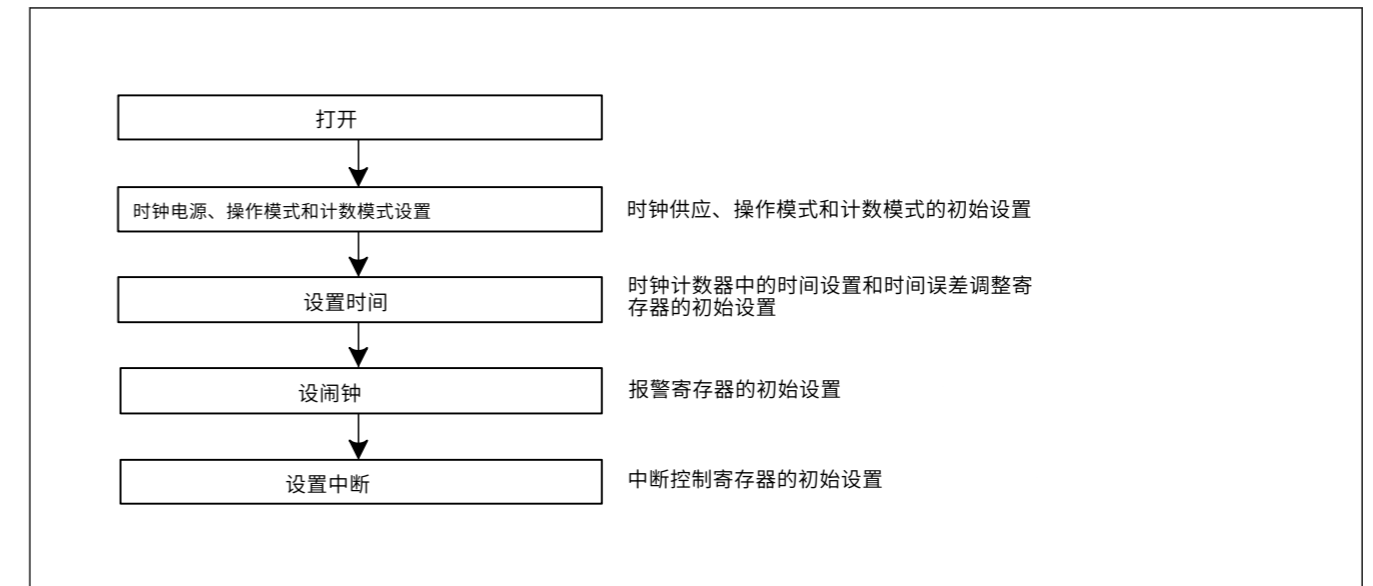 打开
时钟电源、操作模式和计数模式设置
时钟供应、操作模式和计数模式的初始设置
设置时间
时钟计数器中的时间设置和时间误差调整寄
存器的初始设置
设闹钟
报警寄存器的初始设置
设置中断
中断控制寄存器的初始设置